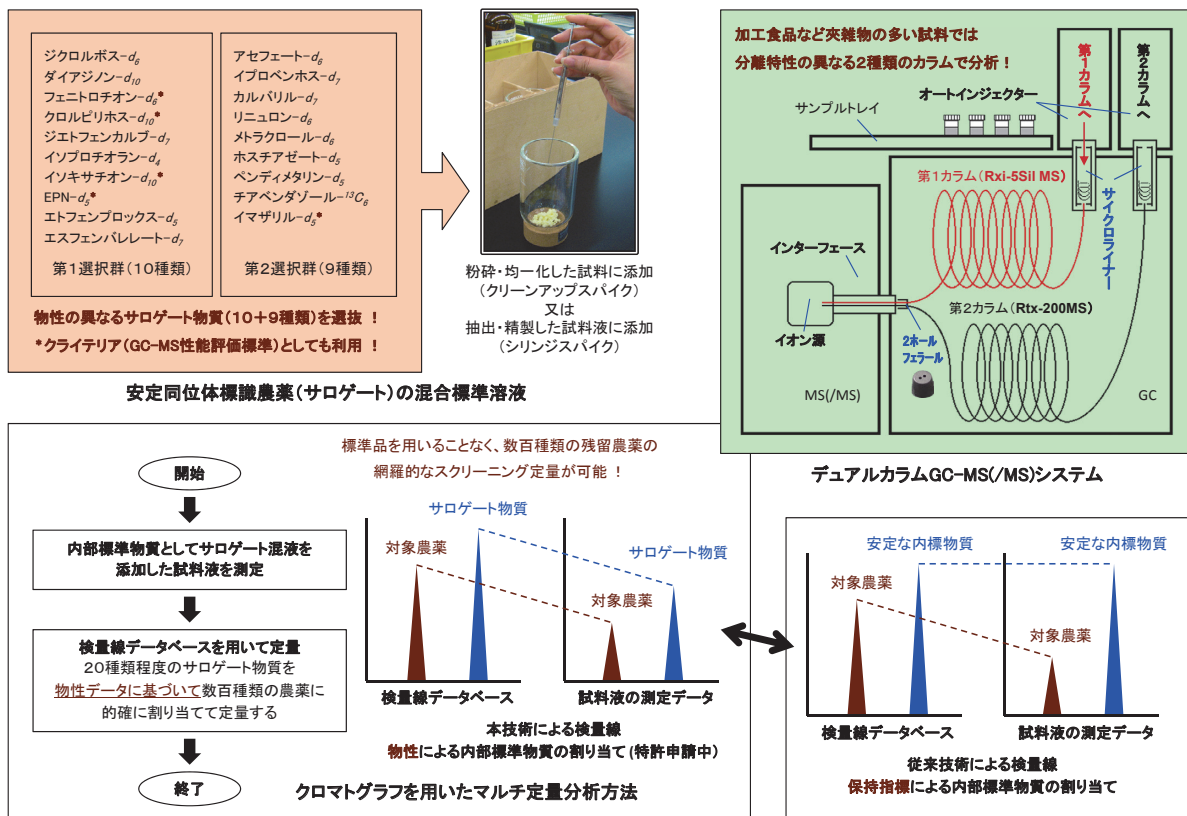 ジクロルボス-d6
ダイアジノン-d10
フェニトロチオン-d6*
クロルピリホス-d10*
ジエトフェンカルブ-d7
イソプロチオラン-d4
イソキサチオン-d10*
EPN-d5*
エトフェンプロックス-d5
エスフェンバレレート-d7
第1選択群(10種類)
アセフェート-d6
イプロベンホス-d7
カルバリル-d7
リニュロン-d6
メトラクロール-d6
ホスチアゼート-d5
ペンディメタリン-d5
チアベンダゾール-13C6
イマザリル-d5*
第2選択群(9種類)
物性の異なるサロゲート物質(10+9種類)を選抜 !
*クライテリア(GC-MS性能評価標準)としても利用 !
安定同位体標識農薬(サロゲート)の混合標準溶液
粉砕・均一化した試料に添加
(クリーンアップスパイク)
又は
抽出・精製した試料液に添加
(シリンジスパイク)
加工食品など夾雑物の多い試料では
分離特性の異なる2種類のカラムで分析!
第1カラムへ
第2カラムへ
オートインジェクター
サンプルトレイ
第1カラム(Rxi-5Sil MS)
サイクロライナー
インターフェース
第2カラム(Rtx-200MS)
イオン源
2ホール
フェラール
MS(/MS)
GC
デュアルカラムGC-MS(/MS)システム
開始
内部標準物質としてサロゲート混液を
添加した試料液を測定
検量線データベースを用いて定量
20種類程度のサロゲート物質を
物性データに基づいて数百種類の農薬に
的確に割り当てて定量する
終了
標準品を用いることなく、数百種類の残留農薬の
網羅的なスクリーニング定量が可能 !
サロゲート物質
対象農薬
サロゲート物質
対象農薬
検量線データベース
試料液の測定データ
本技術による検量線
物性による内部標準物質の割り当て(特許申請中)
クロマトグラフを用いたマルチ定量分析方法
安定な内標物質
安定な内標物質
対象農薬
対象農薬
検量線データベース
試料液の測定データ
従来技術による検量線
保持指標による内部標準物質の割り当て